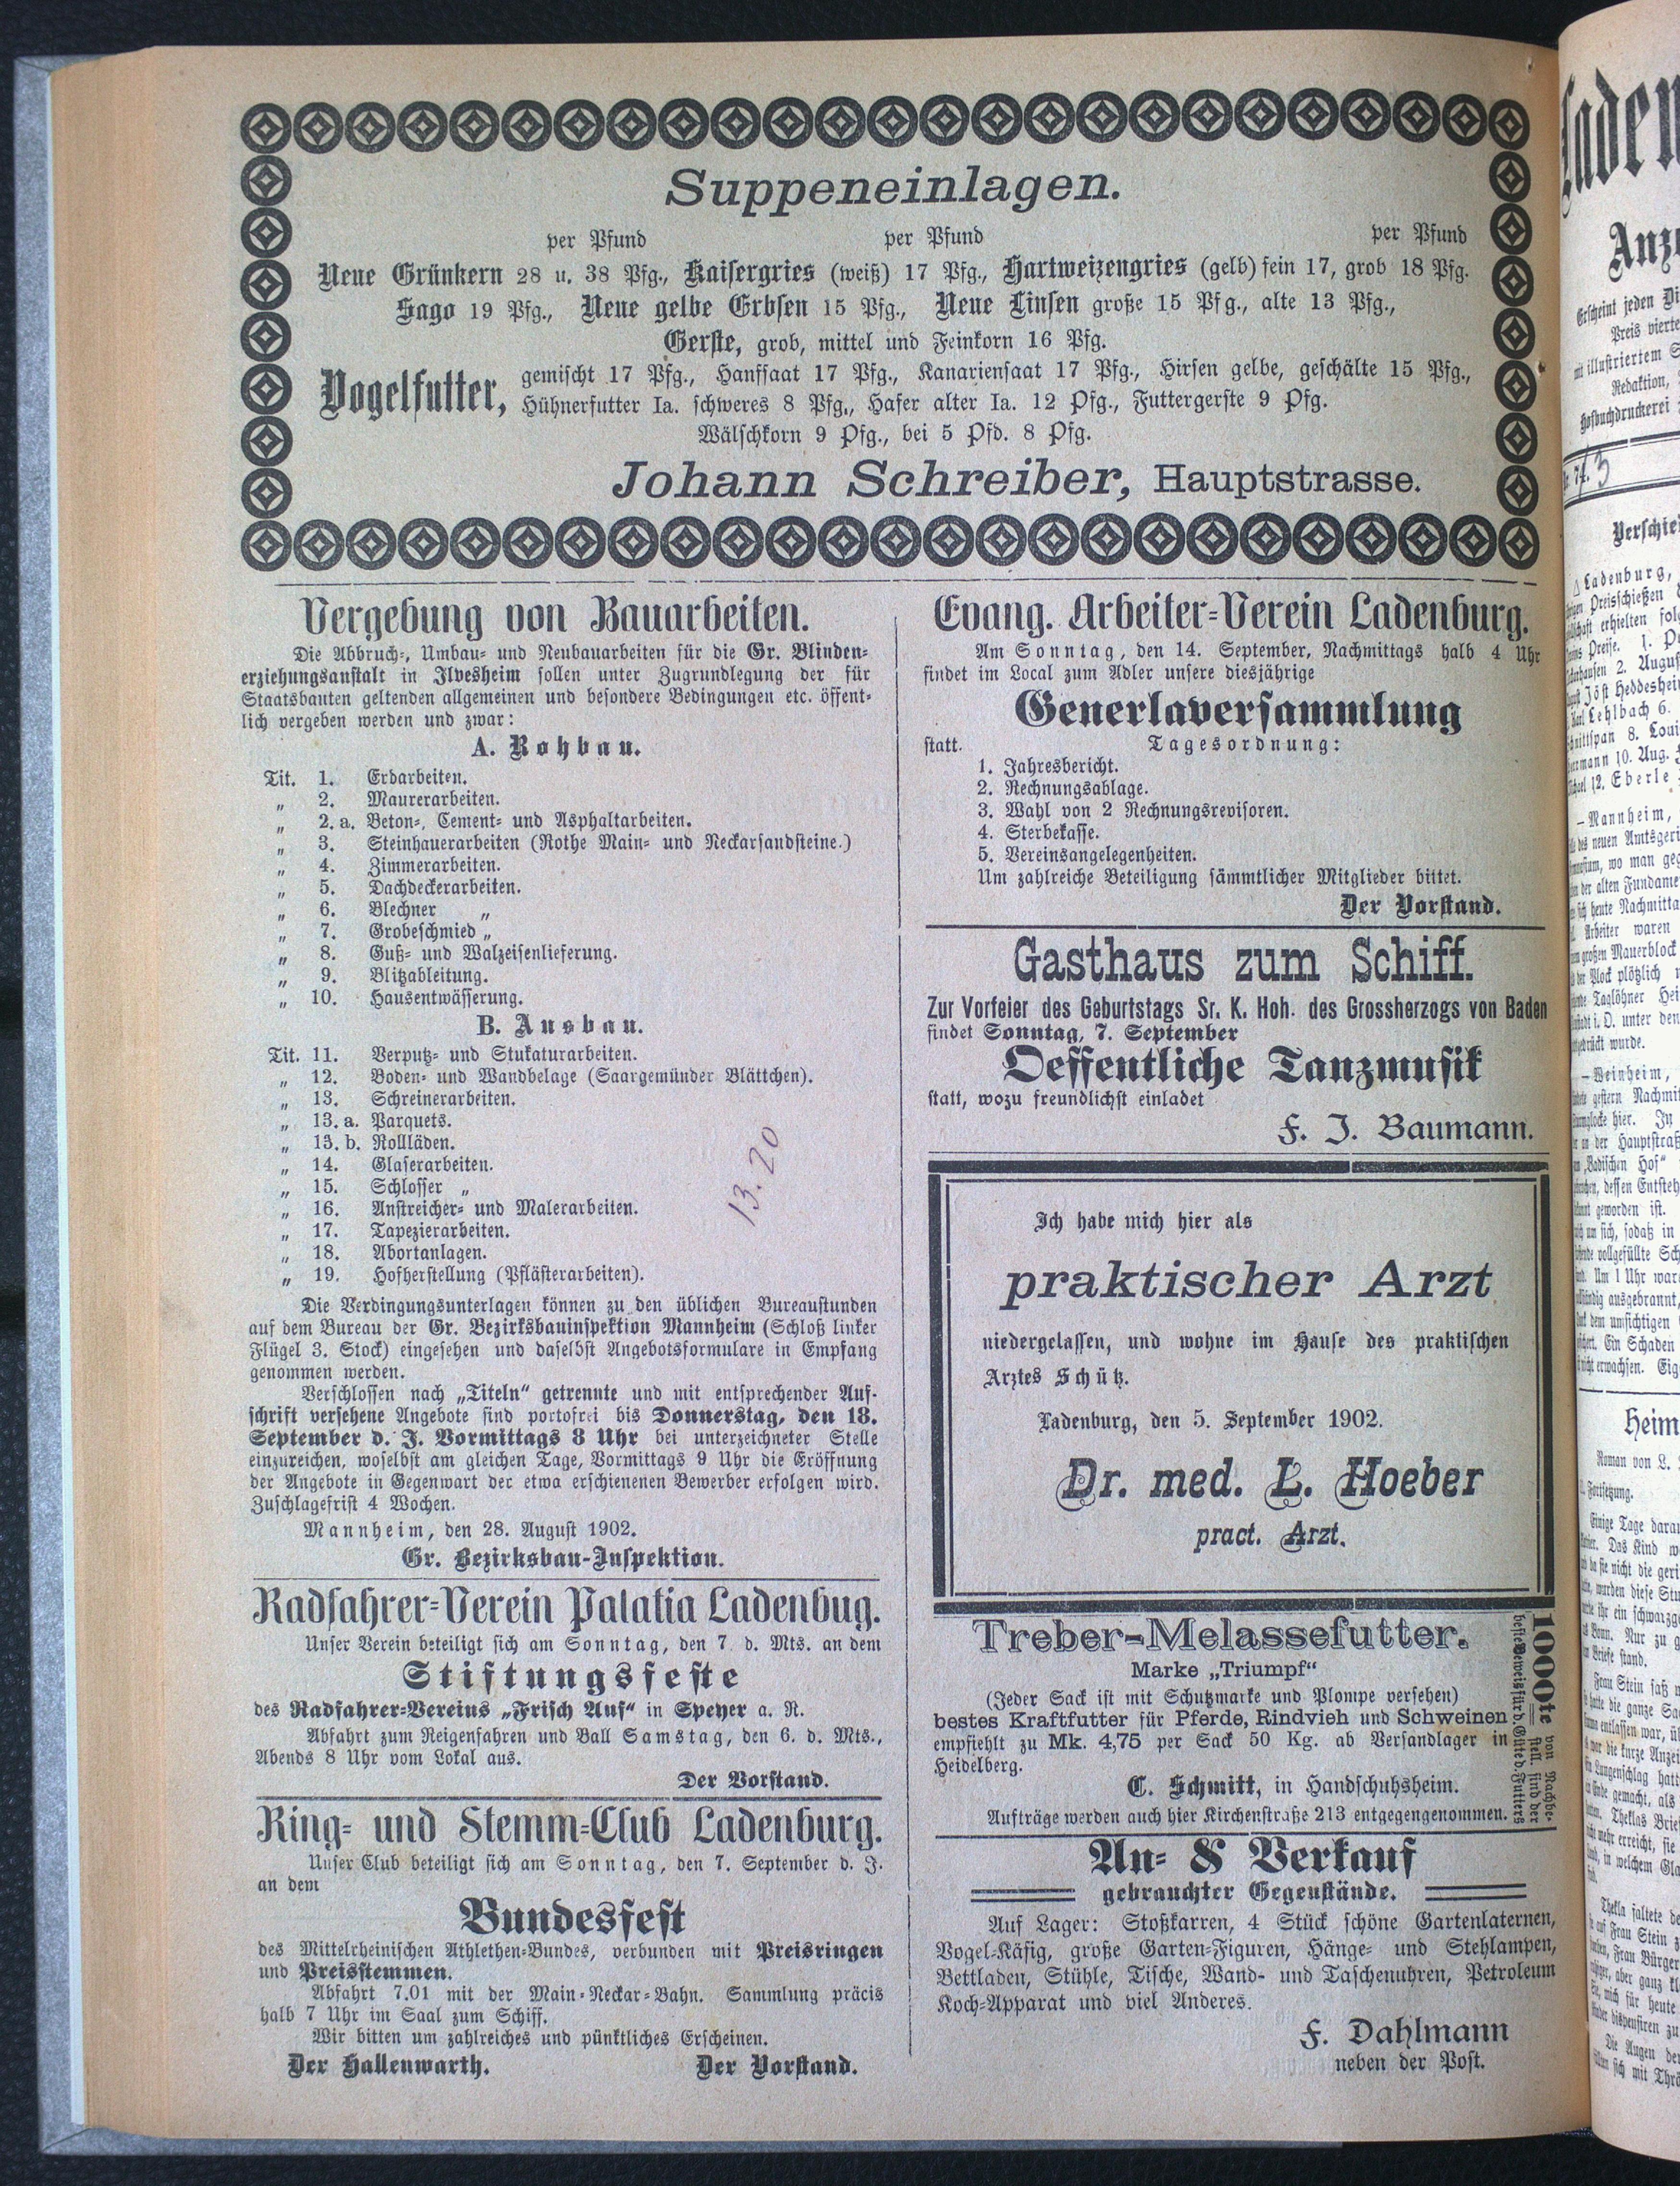 Suppeneinlagen.
per Pfund per Pfund per Pfund
Neue Grünkern 28 u. 38 Pfg., Kaisergries (weiß) 17 Pfg., Hartweizengries (gelb) fein 17, grob 18 Pfg.
Sago 19 Pfg., Neue gelbe Erbsen 15 Pfg., Neue Linsen große 15 Pfg., alte 13 Pfg.,
Gerste, grob, mittel und Feinkorn 16 Pfg.
Vogelfutter, gemischt 17 Pfg., Hanfsaat 17 Pfg., Kanariensaat 17 Pfg., Hirsen gelbe, geschälte 15 Pfg.,
Hühnerfutter Ia. schweres 8 Pfg., Hafer alter Ia. 12 Pfg., Futtergerste 9 Pfg.
Wälschkorn 9 Pfg., bei 5 Pfd. 8 Pfg.
Johann Schreiber, Hauptstrasse.
Vergebung von Bauarbeiten.
Die Abbruch-, Umbau- und Neubauarbeiten für die Gr. Blinden-
erziehungsanstalt in Ilvesheim sollen unter Zugrundlegung der für
Staatsbauten geltenden allgemeinen und besondere Bedingungen etc. öffent-
lich vergeben werden und zwar:
A. Rohbau.
Tit. 1. Erdarbeiten.
„ 2. Maurerarbeiten.
„ 2. a. Beton-, Cement- und Asphaltarbeiten.
„ 3. Steinhauerarbeiten (Rothe Main- und Neckarsandsteine.)
„ 4. Zimmerarbeiten.
„ 5. Dachdeckerarbeiten.
„ 6. Blechner „
„ 7. Grobeschmied „
„ 8. Guß- und Walzeisenlieferung.
„ 9. Blitzableitung.
„ 10. Hausentwässerung.
B. Ausbau.
Tit. 11. Verputz- und Stukaturarbeiten.
„ 12. Boden- und Wandbelage (Saargemünder Blättchen).
„ 13. Schreinerarbeiten.
„ 13. a. Parquets.
„ 13. b. Rollläden.
„ 14. Glaserarbeiten.
„ 15. Schlosser „
„ 16. Anstreicher- und Malerarbeiten.
„ 17. Tapezierarbeiten.
„ 18. Abortanlagen.
„ 19. Hofherstellung (Pflästerarbeiten).
13. 20
Die Verdingungsunterlagen können zu den üblichen Bureaustunden
auf dem Bureau der Gr. Bezirksbauinspektion Mannheim (Schloß linker
Flügel 3. Stock) eingesehen und daselbst Angebotsformulare in Empfang
genommen werden.
Verschlossen nach „Titeln“ getrennte und mit entsprechender Auf-
schrift versehene Angebote sind portofrei bis Donnerstag, den 18.
September d. J. Vormittags 8 Uhr bei unterzeichneter Stelle
einzureichen, woselbst am gleichen Tage, Vormittags 9 Uhr die Eröffnung
der Angebote in Gegenwart der etwa erschienenen Bewerber erfolgen wird.
Zuschlagsfrist 4 Wochen.
Mannheim, den 28. August 1902.
Gr. Bezirksbau-Inspektion.
Radfahrer-Verein Palatia Ladenbug.
Unser Verein beteiligt sich am Sonntag, den 7. d. Mts. an dem
Stiftungsfeste
des Radfahrer-Vereins „Frisch Auf“ in Speyer a. R.
Abfahrt zum Reigenfahren und Ball Samstag, den 6. d. Mts.,
Abends 8 Uhr vom Lokal aus.
Der Vorstand.
Ring- und Stemm-Club Ladenburg.
Unser Club beteiligt sich am Sonntag, den 7. September d. J.
an dem
Bundesfest
des Mittelrheinischen Athlethen-Bundes, verbunden mit Preisringen
und Preisstemmen.
Abfahrt 7.01 mit der Main-Neckar-Bahn. Sammlung präcis
halb 7 Uhr im Saal zum Schiff.
Wir bitten um zahlreiches und pünktliches Erscheinen.
Der Hallenwarth. Der Vorstand.
Evang. Arbeiter-Verein Ladenburg.
Am Sonntag, den 14. September, Nachmittags halb 4 Uhr
findet im Local zum Adler unsere diesjährige
Generlaversammlung
statt. Tagesordnung:
1. Jahresbericht.
2. Rechnungsablage.
3. Wahl von 2 Rechnungsrevisoren.
4. Sterbekasse.
5. Vereinsangelegenheiten.
Um zahlreiche Beteiligung sämmtlicher Mitglieder bittet.
Der Vorstand.
Gasthaus zum Schiff.
Zur Vorfeier des Geburtstags Sr. K. Hoh. des Grossherzogs von Baden
findet Sonntag, 7. September
Oeffentliche Tanzmusik
statt, wozu freundlichst einladet
F. J. Baumann.
Ich habe mich hier als
praktischer Arzt
niedergelassen, und wohne im Hause des praktischen
Arztes Schütz.
Ladenburg, den 5. September 1902.
Dr. med. L. Hoeber
pract. Arzt.
Treber-Melassefutter.
Marke „Triumpf“
(Jeder Sack ist mit Schutzmarke und Plompe versehen)
bestes Kraftfutter für Pferde, Rindvieh und Schweinen
empfiehlt zu Mk. 4,75 per Sack 50 Kg. ab Versandlager in
Heidelberg.
C. Schmitt, in Handschuhsheim.
Aufträge werden auch hier Kirchenstraße 213 entgegengenommen.
1000te von Nachbe-
stell. sind der
beste Beweis für d. Güte d. Futters
An- & Verkauf
gebrauchter Gegenstände.
Auf Lager: Stoßkarren, 4 Stück schöne Gartenlaternen,
Vogel-Käfig, große Garten-Figuren, Hänge- und Stehlampen,
Bettladen, Stühle, Tische, Wand- und Taschenuhren, Petroleum
Koch-Apparat und viel Anderes.
F. Dahlmann
neben der Post.